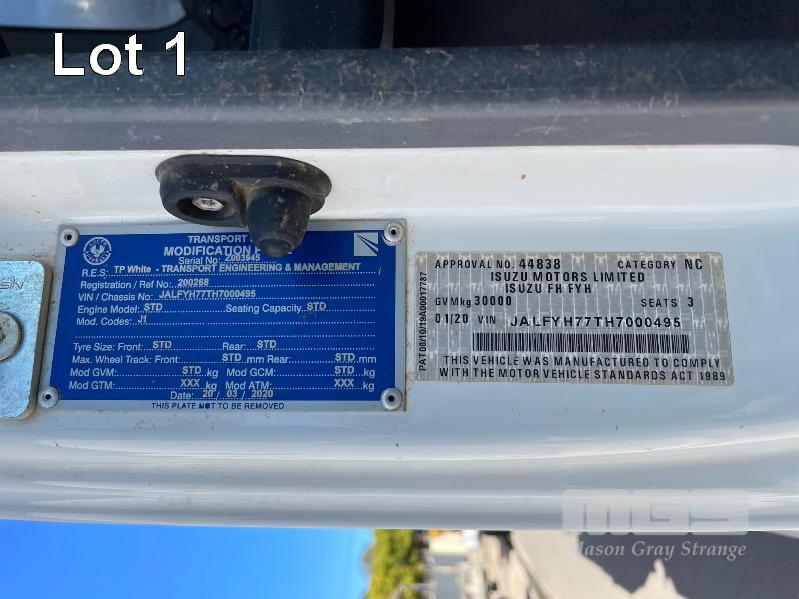 Lot 1
TRANSPORT
MODIFICATION
Serial No: Z003945
R.E.S: TP White - TRANSPORT ENGINEERING & MANAGEMENT
Registration / Ref No: 200268
VIN / Chassis No: JALFYH77TH7000495
Engine Model: STD Seating Capacity: STD
Mod. Codes: J1
Tyre Size: Front: STD Rear: STD
Max. Wheel Track: Front: STD mm Rear: STD mm
Mod GVM: STD kg Mod GCM: STD kg
Mod GTM: XXX kg Mod ATM: XXX kg
Date: 20 / 03 / 2020
THIS PLATE NOT TO BE REMOVED
PAT08/10/19A00017787
APPROVAL NO. 44838 CATEGORY NC
ISUZU MOTORS LIMITED
ISUZU FH FYH
GVMkg 30000 SEATS 3
01/20 VIN JALFYH77TH7000495
THIS VEHICLE WAS MANUFACTURED TO COMPLY
WITH THE MOTOR VEHICLE STANDARDS ACT 1989
MGS
Mason Gray Strange